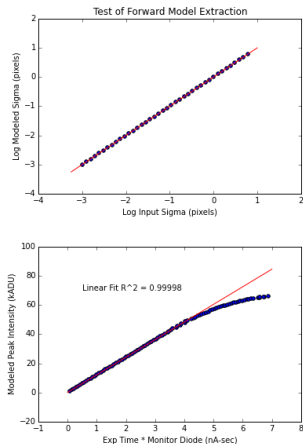 Test of Forward Model Extraction
2
1
0
−1
−2
−3
−4
−4 −3 −2 −1 0 1 2
Log Modeled Sigma (pixels)
Log Input Sigma (pixels)
100
80
60
40
20
0
−20
−1 0 1 2 3 4 5 6 7 8
Modeled Peak Intensity (kADU)
Linear Fit R^2 = 0.99998
Exp Time * Monitor Diode (nA-sec)